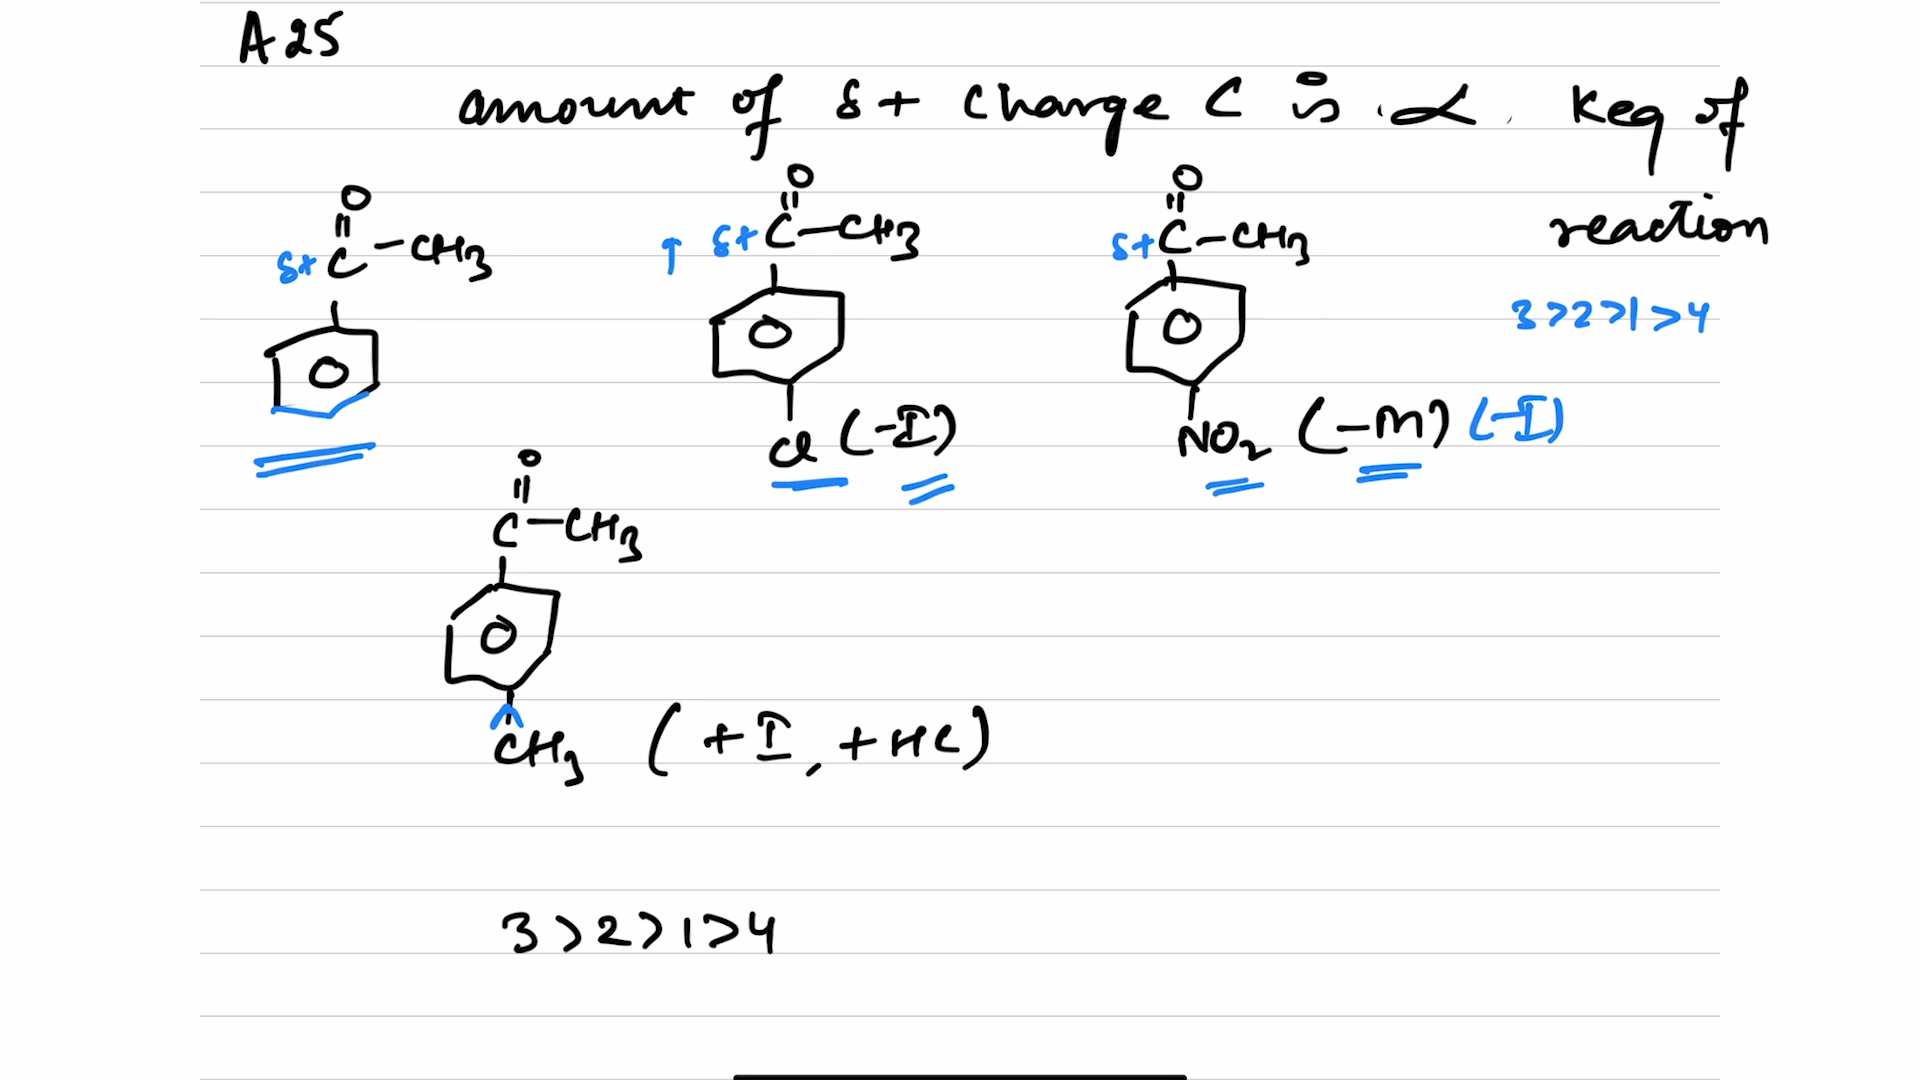 A25
amount of δ+ charge C is ∝ Keq of
reaction
O
||
δ+ C - CH3
O
||
↑ δ+ C - CH3
Cl (-I)
O
||
δ+ C - CH3
NO2 (-M) (-I)
3 > 2 > 1 > 4
O
||
C - CH3
CH3 (+I, +HC)
3 > 2 > 1 > 4